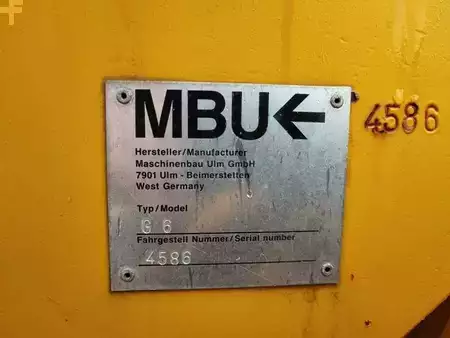 MBU
4586
Hersteller/Manufacturer
Maschinenbau Ulm GmbH
7901 Ulm - Beimerstetten
West Germany
Typ/Model
G 6
Fahrgestell Nummer/Serial number
4586